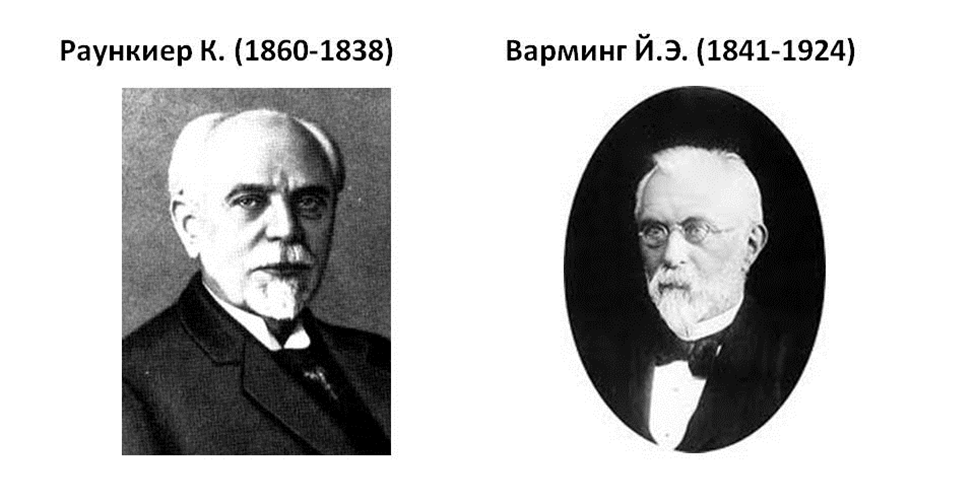 Раункиер К. (1860-1838)
Варминг Й.Э. (1841-1924)